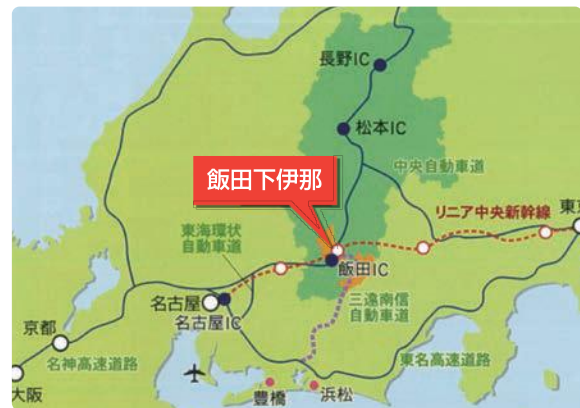 長野IC
松本IC
中央自動車道
飯田下伊那
リニア中央新幹線
東海環状
自動車道
飯田IC
三遠南信
自動車道
名古屋
名古屋IC
京都
名神高速道路
東名高速道路
大阪
豊橋
浜松